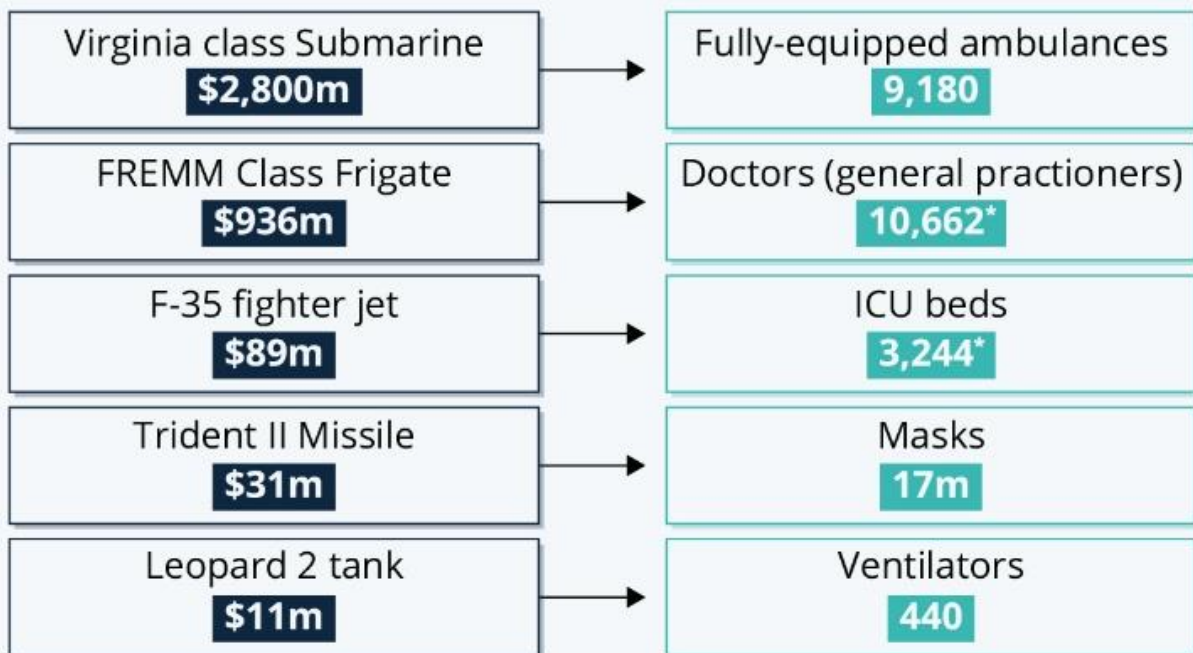 Virginia class Submarine
$2,800m
Fully-equipped ambulances
9,180
FREMM Class Frigate
$936m
Doctors (general practioners)
10,662*
F-35 fighter jet
$89m
ICU beds
3,244*
Trident II Missile
$31m
Masks
17m
Leopard 2 tank
$11m
Ventilators
440